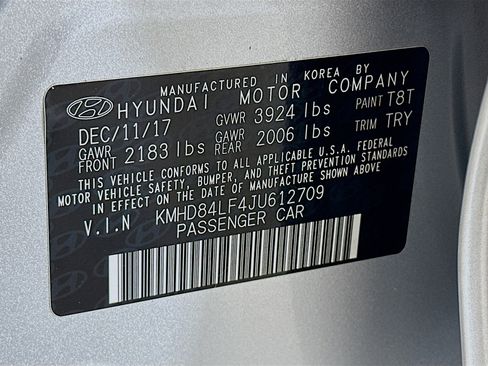 MANUFACTURED IN KOREA BY
HYUNDAI MOTOR COMPANY
DEC/11/17 GVWR 3924 lbs PAINT T8T
GAWR FRONT 2183 lbs GAWR REAR 2006 lbs TRIM TRY
THIS VEHICLE CONFORMS TO ALL APPLICABLE U.S.A. FEDERAL
MOTOR VEHICLE SAFETY, BUMPER, AND THEFT PREVENTION STANDARDS
IN EFFECT ON THE DATE OF MANUFACTURE SHOWN ABOVE.
V.I.N KMHD84LF4JU612709
PASSENGER CAR